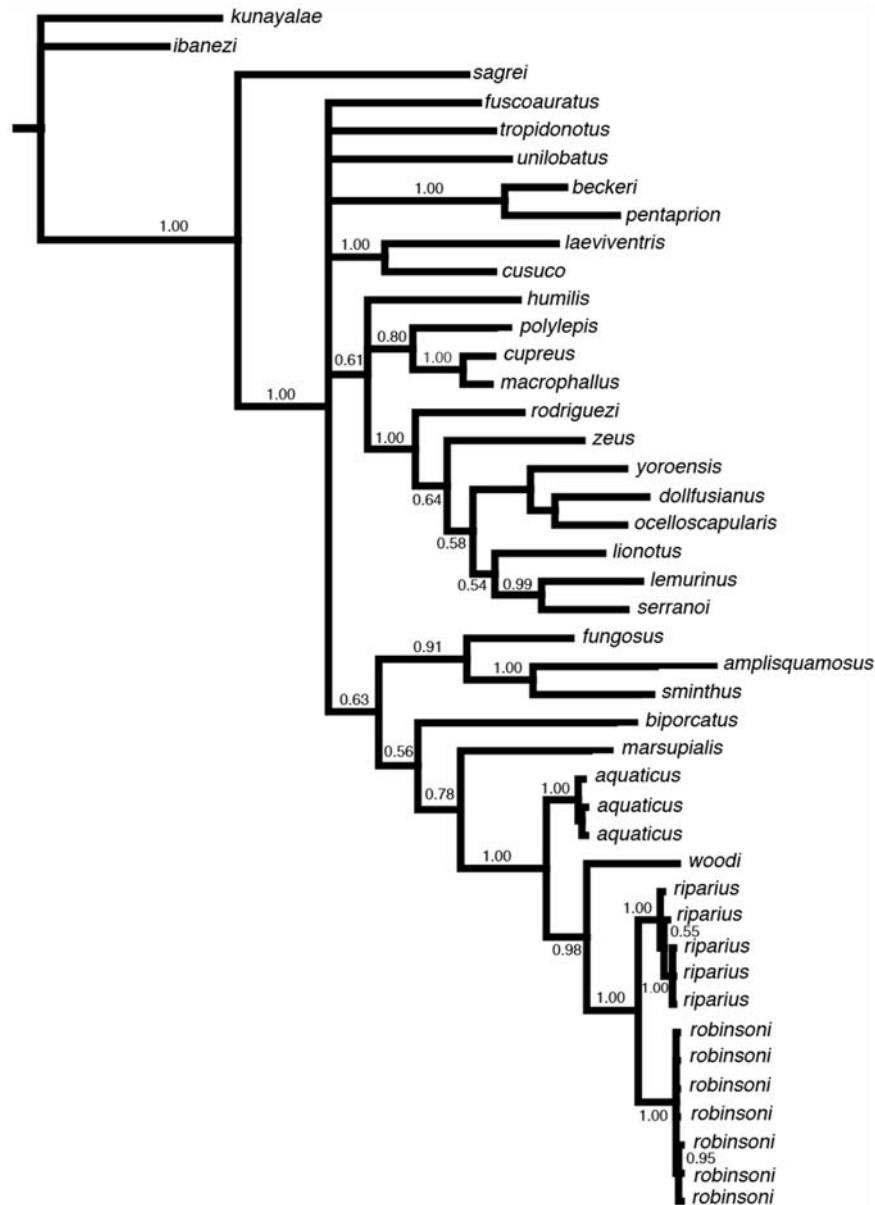 kunayalae
ibanezi
sagrei
fuscoauratus
tropidonotus
unilobatus
1.00
beckeri
pentaprion
1.00
1.00
laeviventris
cusuco
humilis
0.80
polylepis
0.61
1.00
cupreus
macrophallus
1.00
rodriguezi
1.00
zeus
yoroensis
0.64
dollfusianus
ocelloscapularis
0.58
lionotus
0.54
0.99
lemurinus
serranoi
0.91
fungosus
1.00
amplisquamosus
sminthus
0.63
biporcatus
0.56
marsupialis
0.78
1.00
aquaticus
aquaticus
aquaticus
1.00
woodi
riparius
1.00
riparius
0.55
0.98
riparius
riparius
1.00
1.00
riparius
robinsoni
robinsoni
robinsoni
1.00
robinsoni
robinsoni
0.95
robinsoni
robinsoni